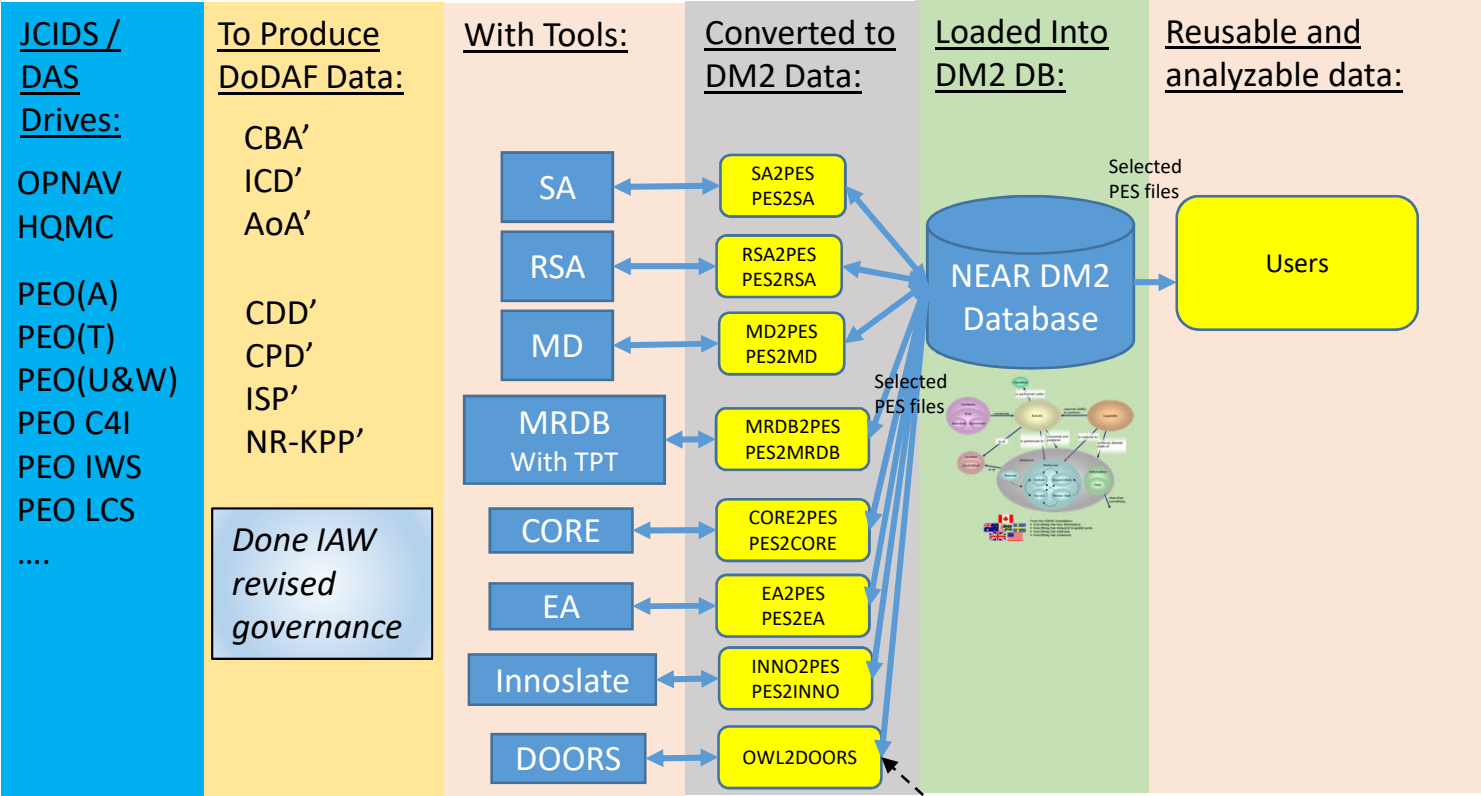 JCIDS /
DAS
Drives:
OPNAV
HQMC
PEO(A)
PEO(T)
PEO(U&W)
PEO C4I
PEO IWS
PEO LCS
....
To Produce
DoDAF Data:
CBA’
ICD’
AoA’
CDD’
CPD’
ISP’
NR-KPP’
Done IAW
revised
governance
With Tools:
SA
RSA
MD
MRDB
With TPT
CORE
EA
Innoslate
DOORS
Converted to
DM2 Data:
SA2PES
PES2SA
RSA2PES
PES2RSA
MD2PES
PES2MD
MRDB2PES
PES2MRDB
CORE2PES
PES2CORE
EA2PES
PES2EA
INNO2PES
PES2INNO
OWL2DOORS
Loaded Into
DM2 DB:
NEAR DM2
Database
Selected
PES files
Reusable and
analyzable data:
Selected
PES files
Users